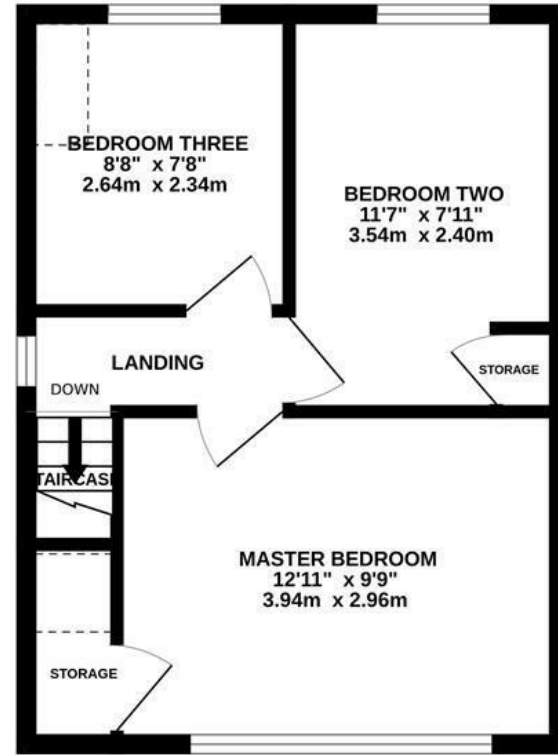 BEDROOM THREE
8'8" x 7'8"
2.64m x 2.34m
BEDROOM TWO
11'7" x 7'11"
3.54m x 2.40m
LANDING
STORAGE
DOWN
TAIRCAS
MASTER BEDROOM
12'11" x 9'9"
3.94m x 2.96m
STORAGE